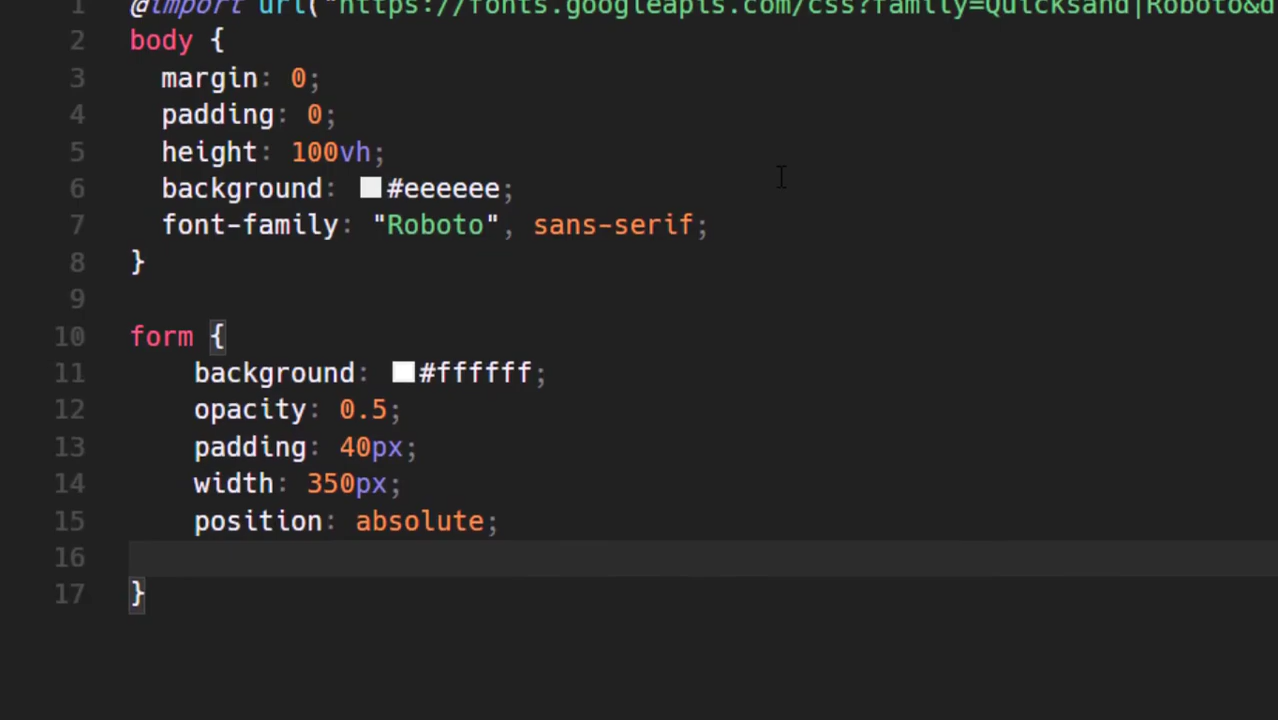 1 @import url("https://fonts.googleapis.com/css?family=Quicksand|Roboto&d
2 body {
3   margin: 0;
4   padding: 0;
5   height: 100vh;
6   background: #eeeeee;
7   font-family: "Roboto", sans-serif;
8 }
9
10 form {
11     background: #ffffff;
12     opacity: 0.5;
13     padding: 40px;
14     width: 350px;
15     position: absolute;
16
17 }